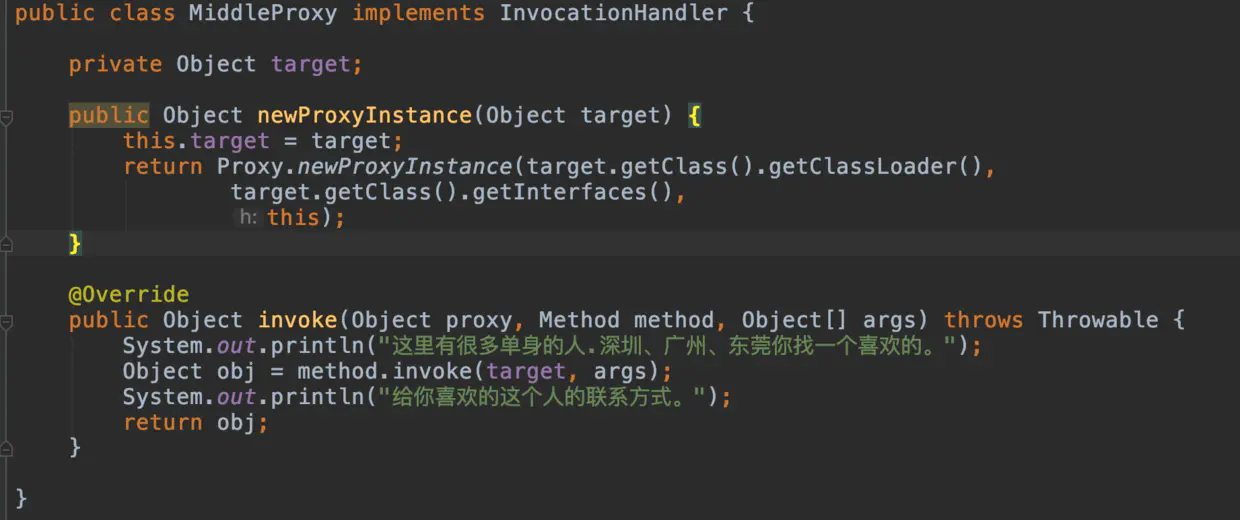 public class MiddleProxy implements InvocationHandler {
private Object target;
public Object newProxyInstance(Object target) {
this.target = target;
return Proxy.newProxyInstance(target.getClass().getClassLoader(),
target.getClass().getInterfaces(),
h: this);
}
@Override
public Object invoke(Object proxy, Method method, Object[] args) throws Throwable {
System.out.println("这里有很多单身的人.深圳、广州、东莞你找一个喜欢的。");
Object obj = method.invoke(target, args);
System.out.println("给你喜欢的这个人的联系方式。");
return obj;
}
}